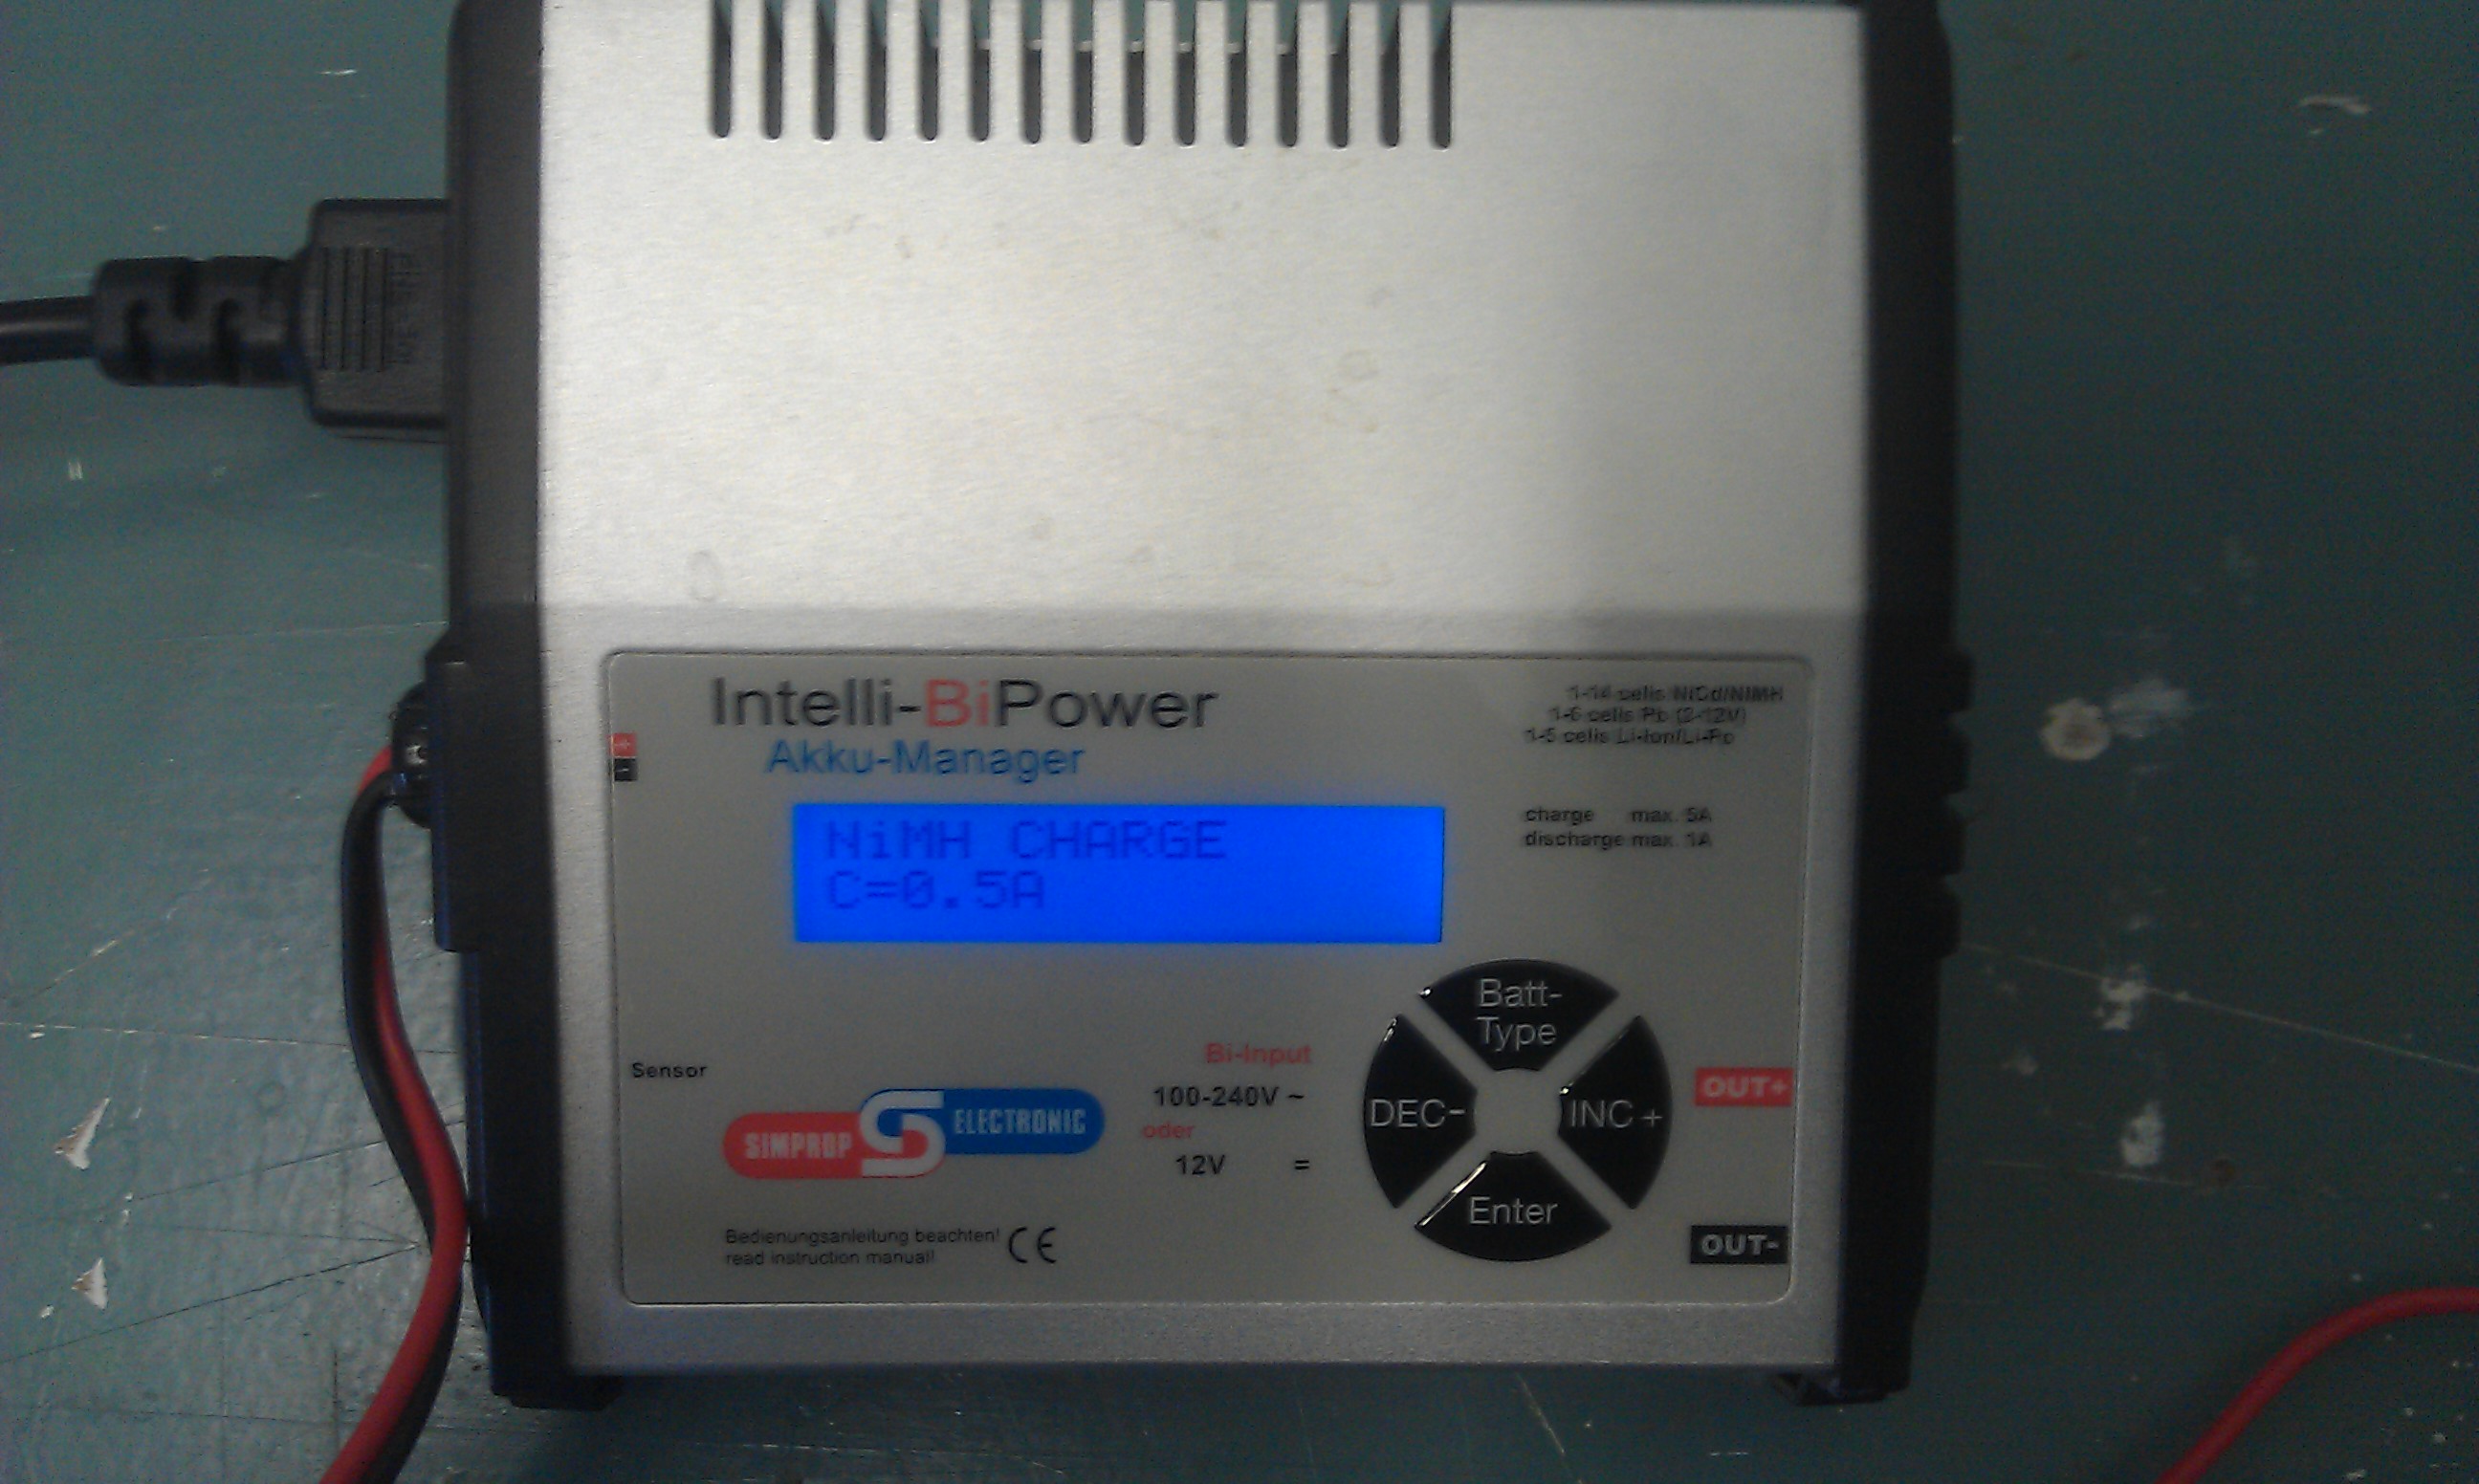 Intelli-BiPower
Akku-Manager
1-14 cells NiCd/NiMH
1-6 cells Pb (2-12V)
1-5 cells Li-Ion/Li-Po
+
-
NiMH CHARGE
C=0.5A
charge max. 5A
discharge max. 1A
Batt-
Type
DEC-
INC +
Enter
Sensor
Bi-Input
100-240V ~
oder
12V =
SIMPROP S ELECTRONIC
OUT+
OUT-
Bedienungsanleitung beachten!
read instruction manual!
CE